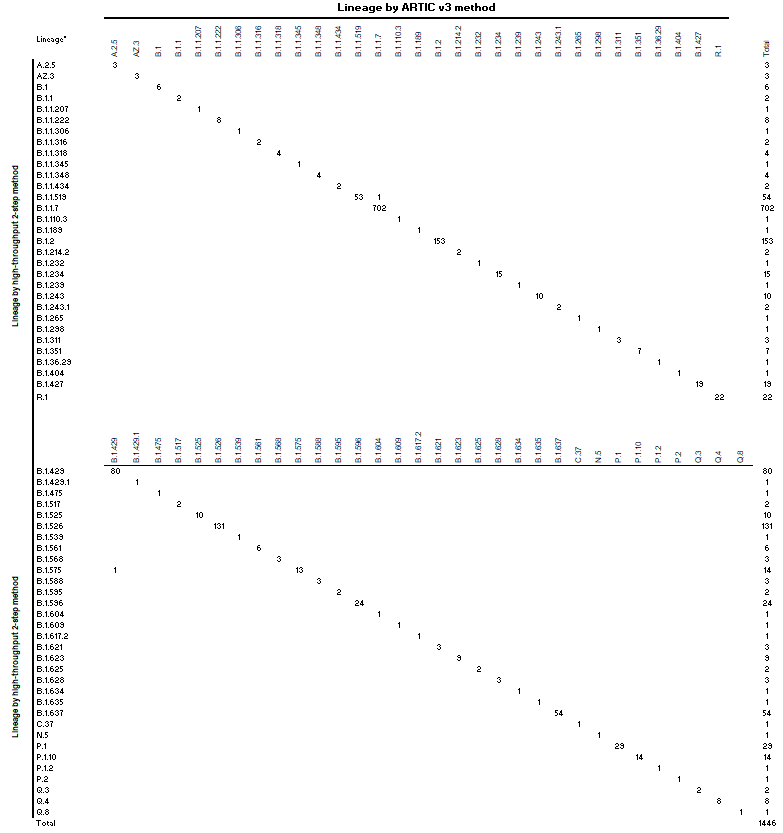 Lineage by ARTIC v3 method
Lineage* A.2.5 AZ.3 B.1 B.1.1 B.1.1.207 B.1.1.222 B.1.1.306 B.1.1.316 B.1.1.318 B.1.1.345 B.1.1.348 B.1.1.434 B.1.1.519 B.1.1.7 B.1.110.3 B.1.189 B.1.2 B.1.214.2 B.1.232 B.1.234 B.1.239 B.1.243 B.1.243.1 B.1.265 B.1.298 B.1.311 B.1.351 B.1.36.29 B.1.404 B.1.427 R.1 Total
Lineage by high-throughput 2-step method
A.2.5 3 3
AZ.3 3 3
B.1 6 6
B.1.1 2 2
B.1.1.207 1 1
B.1.1.222 8 8
B.1.1.306 1 1
B.1.1.316 2 2
B.1.1.318 4 4
B.1.1.345 1 1
B.1.1.348 4 4
B.1.1.434 2 2
B.1.1.519 53 1 54
B.1.1.7 702 702
B.1.110.3 1 1
B.1.189 1 1
B.1.2 153 153
B.1.214.2 2 2
B.1.232 1 1
B.1.234 15 15
B.1.239 1 1
B.1.243 10 10
B.1.243.1 2 2
B.1.265 1 1
B.1.298 1 1
B.1.311 3 3
B.1.351 7 7
B.1.36.29 1 1
B.1.404 1 1
B.1.427 19 19
R.1 22 22
B.1.429 B.1.429.1 B.1.475 B.1.517 B.1.525 B.1.526 B.1.539 B.1.561 B.1.568 B.1.575 B.1.588 B.1.595 B.1.596 B.1.604 B.1.609 B.1.617.2 B.1.621 B.1.623 B.1.625 B.1.628 B.1.634 B.1.635 B.1.637 C.37 N.5 P.1 P.1.10 P.1.2 P.2 Q.3 Q.4 Q.8
Lineage by high-throughput 2-step method
B.1.429 80 80
B.1.429.1 1 1
B.1.475 1 1
B.1.517 2 2
B.1.525 10 10
B.1.526 131 131
B.1.539 1 1
B.1.561 6 6
B.1.568 3 3
B.1.575 1 13 14
B.1.588 3 3
B.1.595 2 2
B.1.596 24 24
B.1.604 1 1
B.1.609 1 1
B.1.617.2 1 1
B.1.621 3 3
B.1.623 9 9
B.1.625 2 2
B.1.628 3 3
B.1.634 1 1
B.1.635 1 1
B.1.637 54 54
C.37 1 1
N.5 1 1
P.1 29 29
P.1.10 14 14
P.1.2 1 1
P.2 1 1
Q.3 2 2
Q.4 8 8
Q.8 1 1
Total 1446